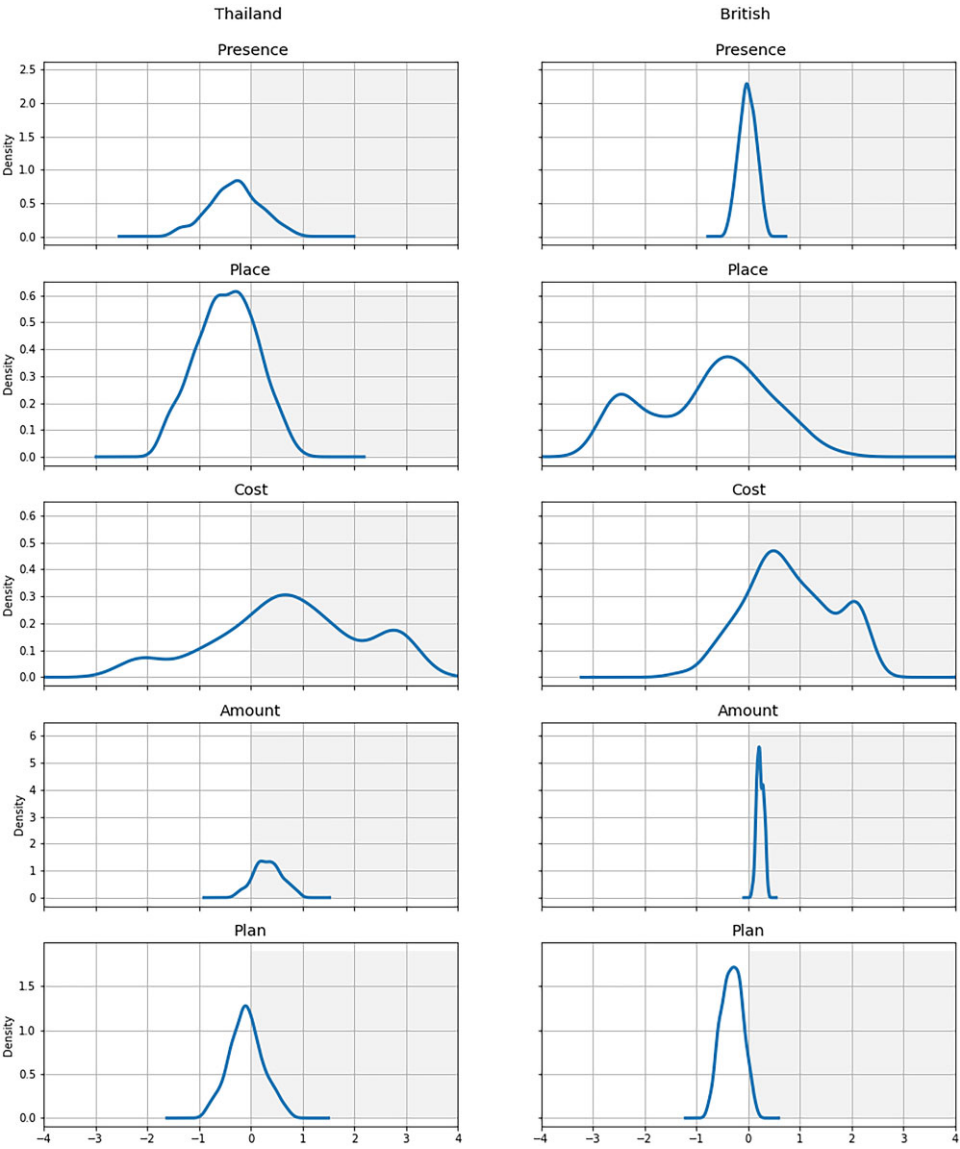 Thailand British
Presence Presence
2.5
2.0
1.5
1.0
0.5
0.0
Density
Place Place
0.6
0.5
0.4
0.3
0.2
0.1
0.0
Density
Cost Cost
0.6
0.5
0.4
0.3
0.2
0.1
0.0
Density
Amount Amount
6
5
4
3
2
1
0
Density
Plan Plan
1.5
1.0
0.5
0.0
Density
−4 −3 −2 −1 0 1 2 3 4 −4 −3 −2 −1 0 1 2 3 4